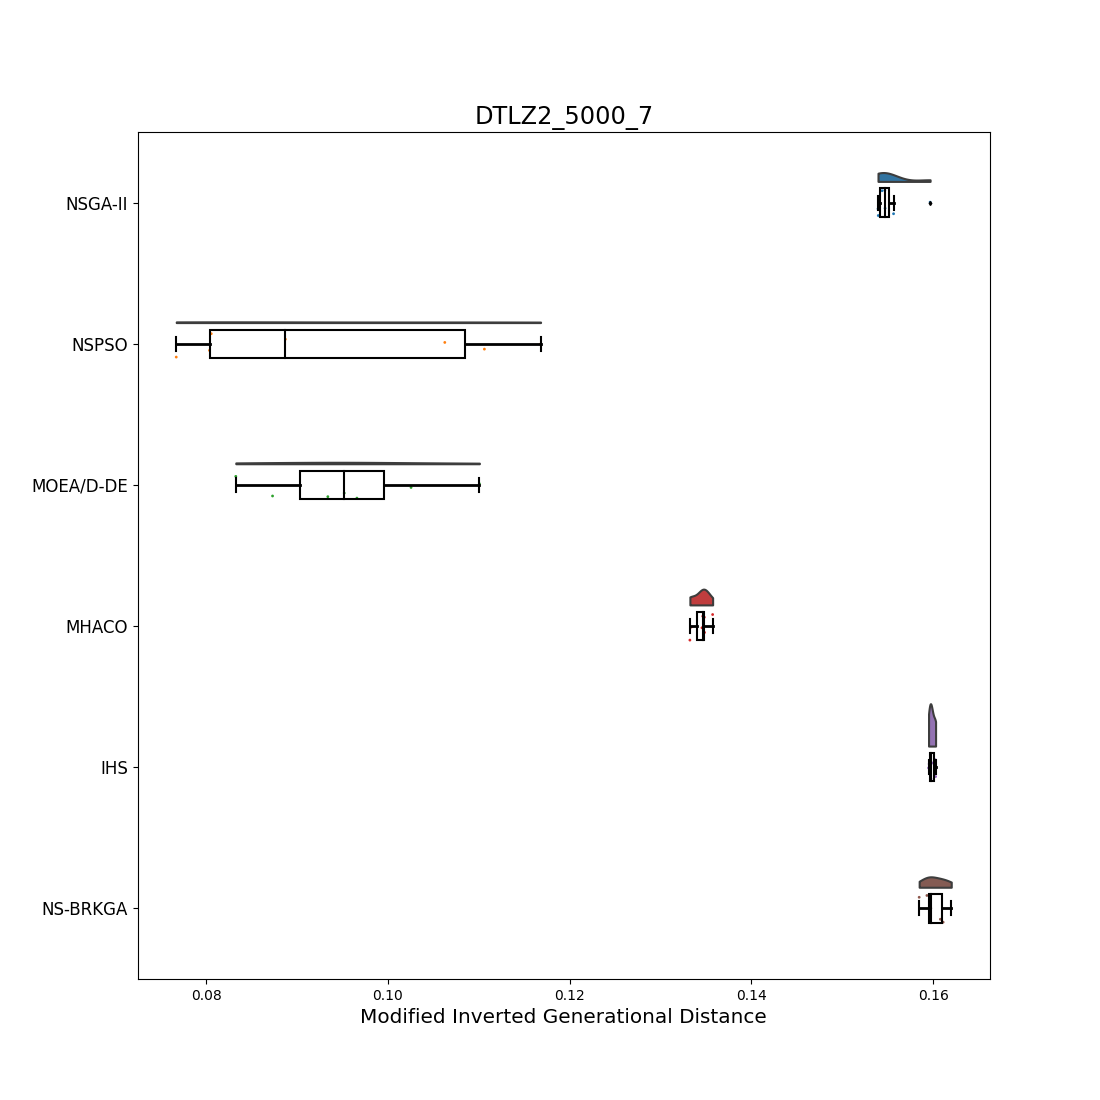 DTLZ2_5000_7
NSGA-II
NSPSO
MOEA/D-DE
MHACO
IHS
NS-BRKGA
0.08 0.10 0.12 0.14 0.16
Modified Inverted Generational Distance